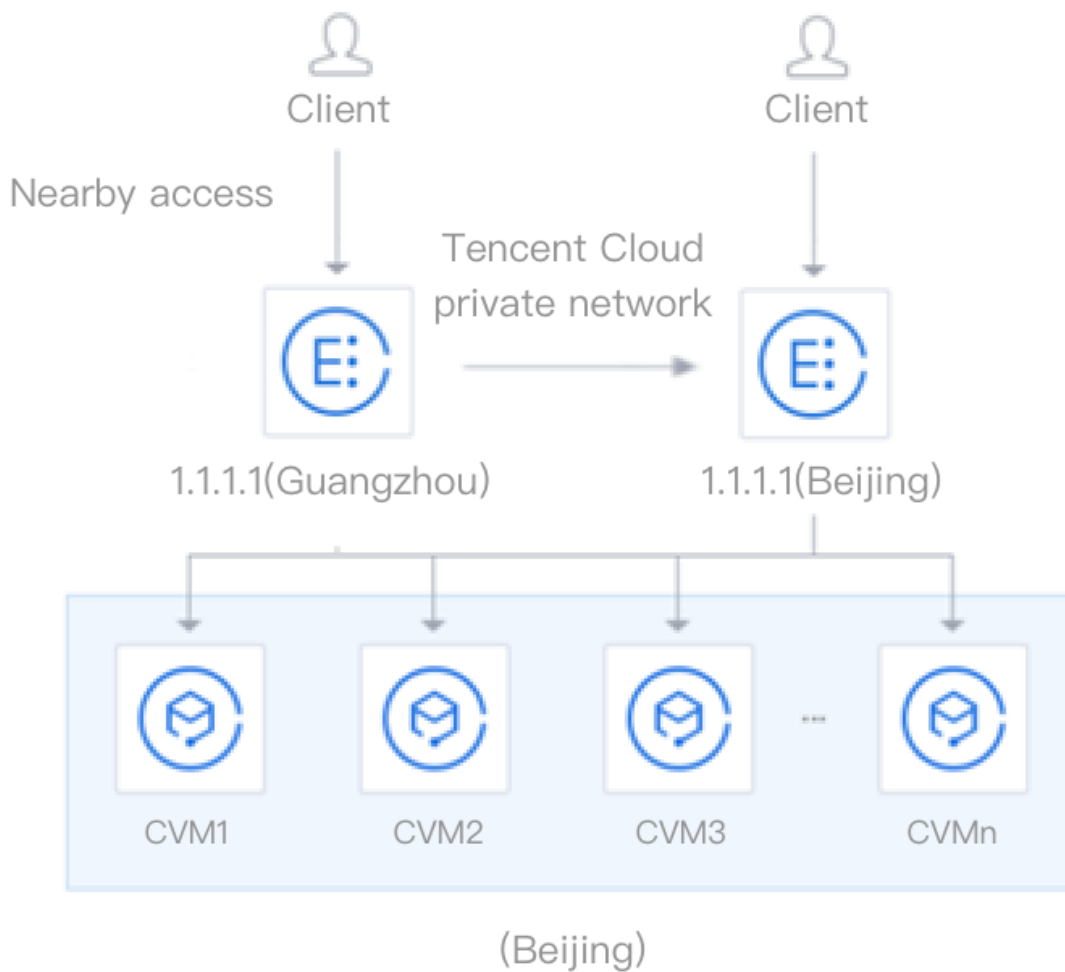 Client
Client
Nearby access
Tencent Cloud
private network
1.1.1.1(Guangzhou)
1.1.1.1(Beijing)
...
CVM1
CVM2
CVM3
CVMn
(Beijing)